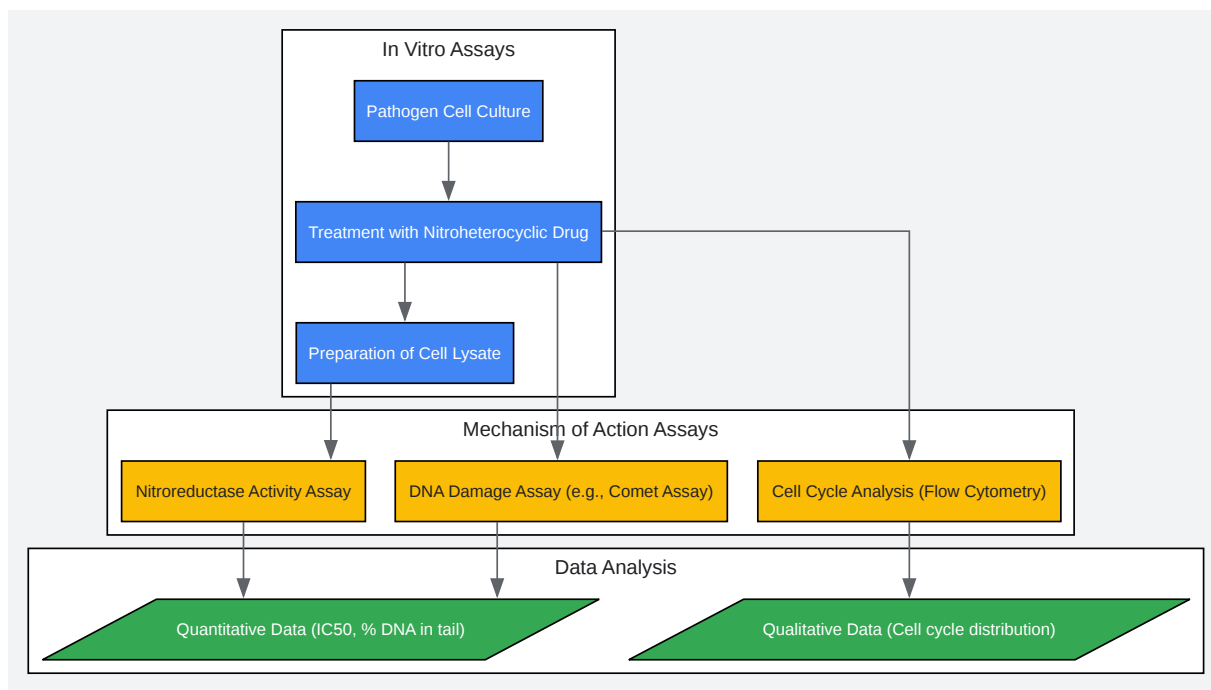 In Vitro Assays
Pathogen Cell Culture
Treatment with Nitroheterocyclic Drug
Preparation of Cell Lysate
Mechanism of Action Assays
Nitroreductase Activity Assay
DNA Damage Assay (e.g., Comet Assay)
Cell Cycle Analysis (Flow Cytometry)
Data Analysis
Quantitative Data (IC50, % DNA in tail)
Qualitative Data (Cell cycle distribution)